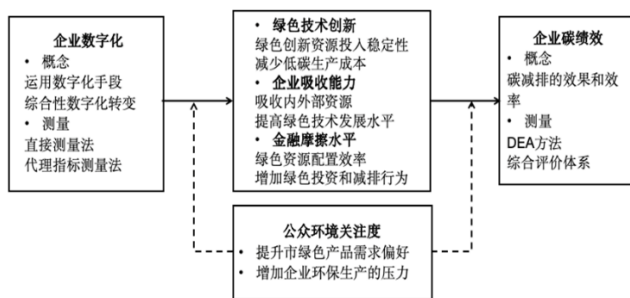 企业数字化
• 概念
运用数字化手段
综合性数字化转变
• 测量
直接测量法
代理指标测量法
• 绿色技术创新
绿色创新资源投入稳定性
减少低碳生产成本
• 企业吸收能力
吸收内外部资源
提高绿色技术发展水平
• 金融摩擦水平
绿色资源配置效率
增加绿色投资和减排行为
企业碳绩效
• 概念
碳减排的效果和效
率
• 测量
DEA方法
综合评价体系
公众环境关注度
• 提升市绿色产品需求偏好
• 增加企业环保生产的压力